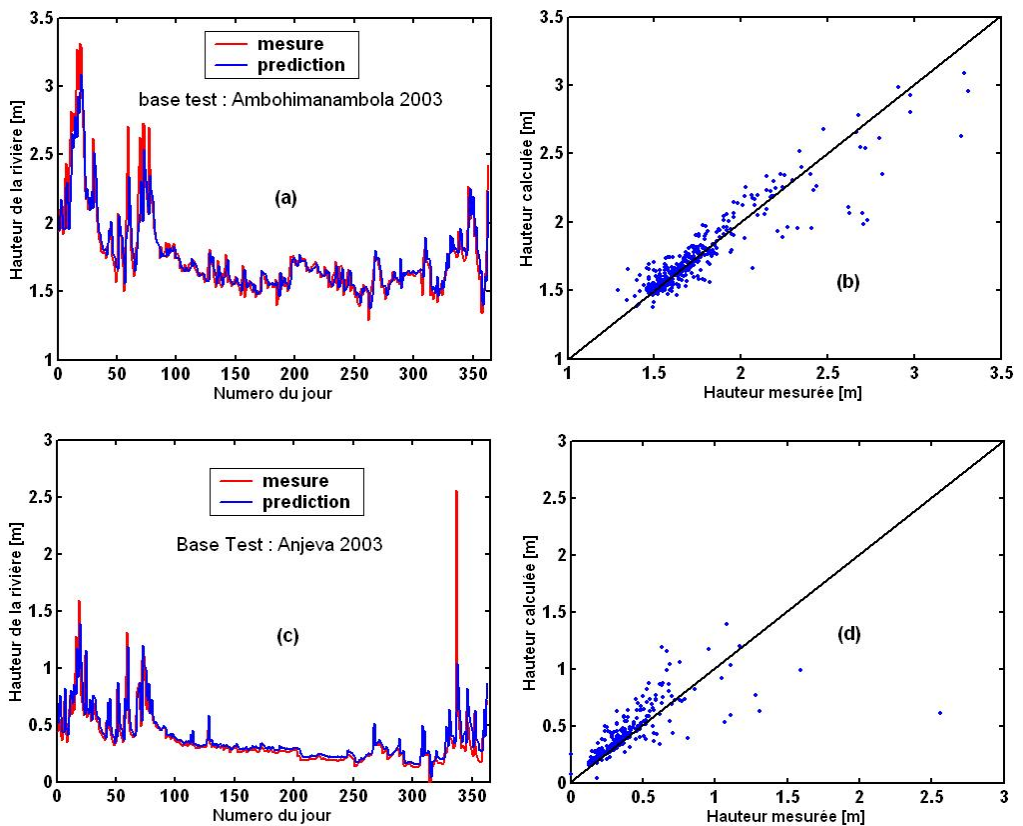 3.5
3
2.5
2
1.5
1
Hauteur de la rivière [m]
mesure
prediction
base test : Ambohimanambola 2003
(a)
0 50 100 150 200 250 300 350
Numero du jour
3.5
3
2.5
2
1.5
1
Hauteur calculée [m]
(b)
1 1.5 2 2.5 3 3.5
Hauteur mesurée [m]
3
2.5
2
1.5
1
0.5
0
Hauteur de la rivière [m]
mesure
prediction
Base Test : Anjeva 2003
(c)
0 50 100 150 200 250 300 350
Numero du jour
3
2.5
2
1.5
1
0.5
0
Hauteur calculée [m]
(d)
0 0.5 1 1.5 2 2.5 3
Hauteur mesurée [m]